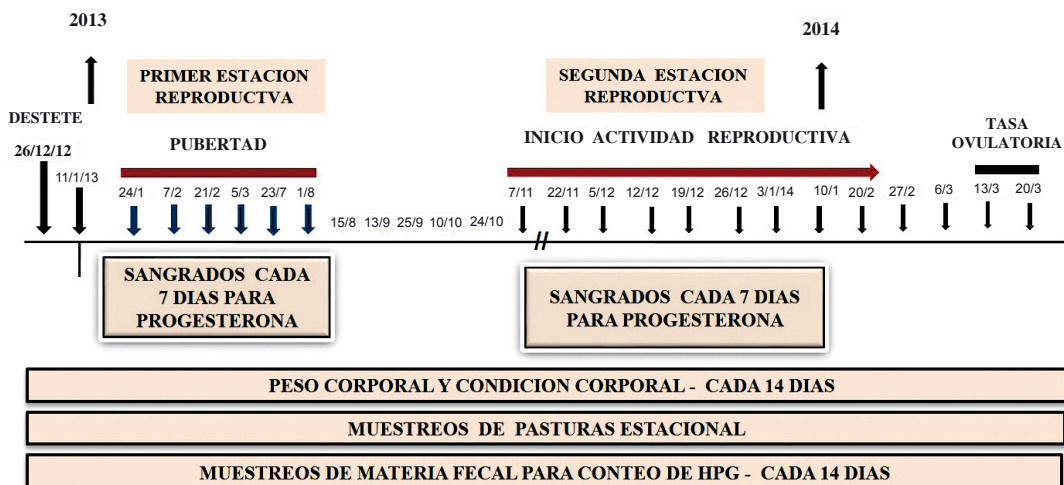 2013
2014
PRIMER ESTACION
REPRODUCTVA
SEGUNDA ESTACION
REPRODUCTVA
DESTETE
26/12/12
PUBERTAD
INICIO ACTIVIDAD REPRODUCTIVA
TASA
OVULATORIA
11/1/13
24/1 7/2 21/2 5/3 23/7 1/8
15/8 13/9 25/9 10/10 24/10
7/11 22/11 5/12 12/12 19/12 26/12 3/1/14 10/1 20/2 27/2 6/3 13/3 20/3
//
SANGRADOS CADA
7 DIAS PARA
PROGESTERONA
SANGRADOS CADA 7 DIAS
PARA PROGESTERONA
PESO CORPORAL Y CONDICION CORPORAL - CADA 14 DIAS
MUESTREOS DE PASTURAS ESTACIONAL
MUESTREOS DE MATERIA FECAL PARA CONTEO DE HPG - CADA 14 DIAS